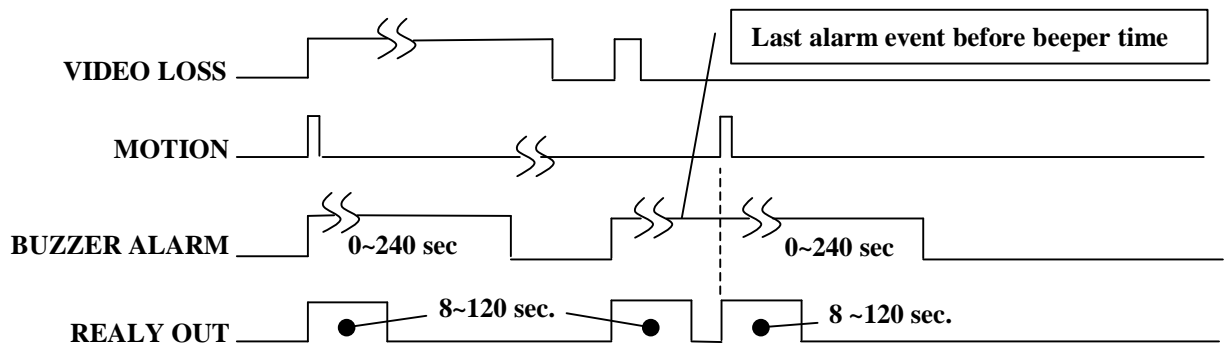 Last alarm event before beeper time
VIDEO LOSS
MOTION
BUZZER ALARM
0~240 sec
0~240 sec
REALY OUT
8~120 sec.
8 ~120 sec.